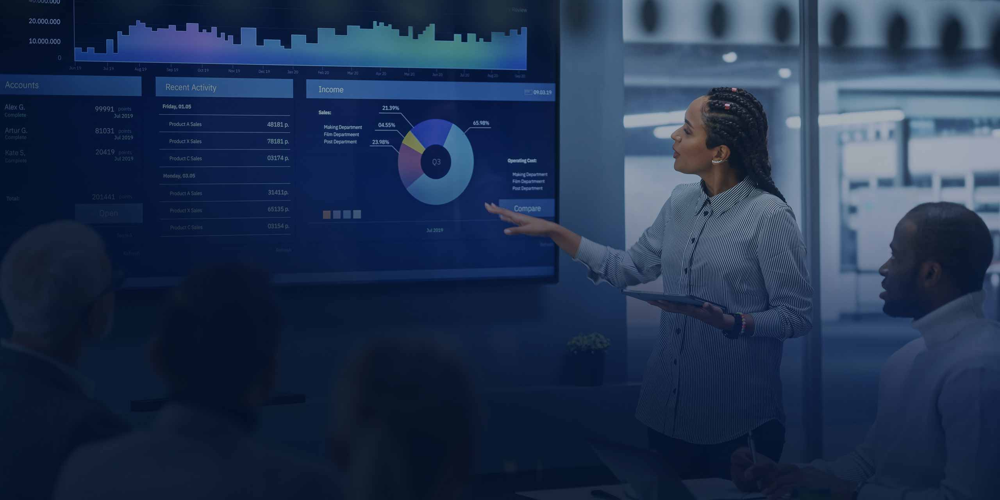 40.000.000
Review
20.000.000
10.000.000
0
Jun 19 Jul 19 Aug 19 Sep 19 Oct 19 Nov 19 Dec 19 Jan 20 Feb 20 Mar 20 Apr 20 Mai 20 Jun 20 Jul 20 Aug 20 Sep 20
Accounts
Alex G. 99991 points
Complete Jul 2019
Artur G. 81031 points
Complete Jul 2019
Kate S, 20419 points
Complete Jul 2019
Total: 201441 points
Open
Team A
Refresh
Recent Activity
Friday, 01.05
Product A Sales 48181 p.
Product X Sales 78181 p.
Product C Sales 03174 p.
Monday, 03.05
Product A Sales 31411p.
Product X Sales 65135 p.
Product C Sales 03154 p.
Refresh
Income 09.03.19
Sales:
Making Department
Film Departmeent
Post Department
21.39%
04.55%
23.98%
65.98%
Q3
Operating Cost:
Making Department
Film Departmeent
Post Department
Compare
Jul 2019
Refresh